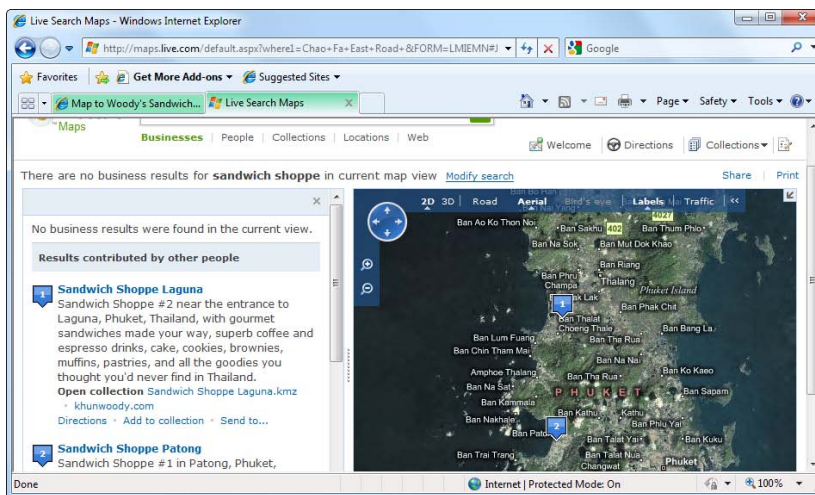 Live Search Maps - Windows Internet Explorer
http://maps.live.com/default.aspx?where1=Chao+Fa+East+Road+&FORM=LMIEMN#J
Google
Favorites Get More Add-ons Suggested Sites
Map to Woody's Sandwich... Live Search Maps X
Page Safety Tools
Maps
Businesses | People | Collections | Locations | Web
Welcome Directions Collections
There are no business results for sandwich shoppe in current map view Modify search
Share Print
No business results were found in the current view.
Results contributed by other people
1 Sandwich Shoppe Laguna
Sandwich Shoppe #2 near the entrance to
Laguna, Phuket, Thailand, with gourmet
sandwiches made your way, superb coffee and
espresso drinks, cake, cookies, brownies,
muffins, pastries, and all the goodies you
thought you'd never find in Thailand.
Open collection Sandwich Shoppe Laguna.kmz
· khunwoody.com
Directions · Add to collection · Send to...
2 Sandwich Shoppe Patong
Sandwich Shoppe #1 in Patong, Phuket,
2D 3D Road Aerial Bird's eye Labels Traffic <<
4027
Ban Ao Ko Thon Noi
Ban Sakhu 402 Ban Thum Phlo
Ban Na Sok Ban Mut Dok Khao
Ban Riang
Ban Phru Champa
Thalang
Phuket Island
Lak
Ban Phak Chit
1
Ban Thalat
Choeng Thale
Ban Bang La
Ban Lum Fuang
Ban Tha Rua
Ban Chin Tham Mai
Ban Na Nai
Amphoe Thalang
Ban Tha Rua
Ban Ko Kaeo
Ban Na Sat
PHUKET
Ban Sapam
Ban Kammala
Ban Kathu Kathu
Ban Nakhale
Ban Phlu Yai
2
Ban Talat Yai
Ban Kuku
Ban Trai Trang
Ban Talat Nua
Changwat
Phuket
Done
Internet | Protected Mode: On
100%